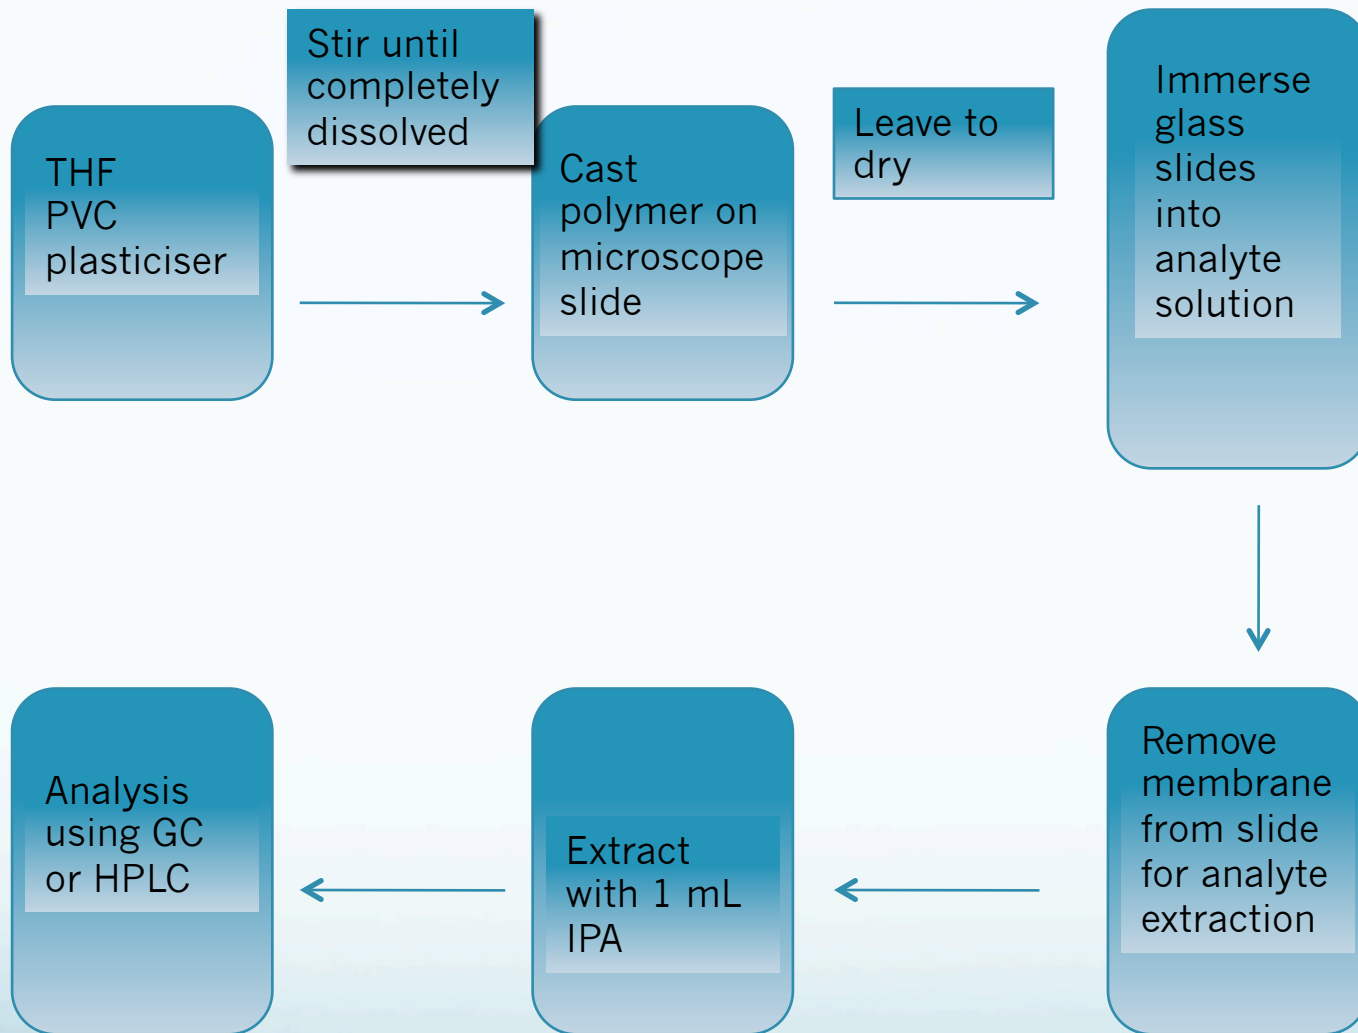 THF
PVC
plasticiser
Stir until
completely
dissolved
Cast
polymer on
microscope
slide
Leave to
dry
Immerse
glass
slides
into
analyte
solution
Remove
membrane
from slide
for analyte
extraction
Extract
with 1 mL
IPA
Analysis
using GC
or HPLC